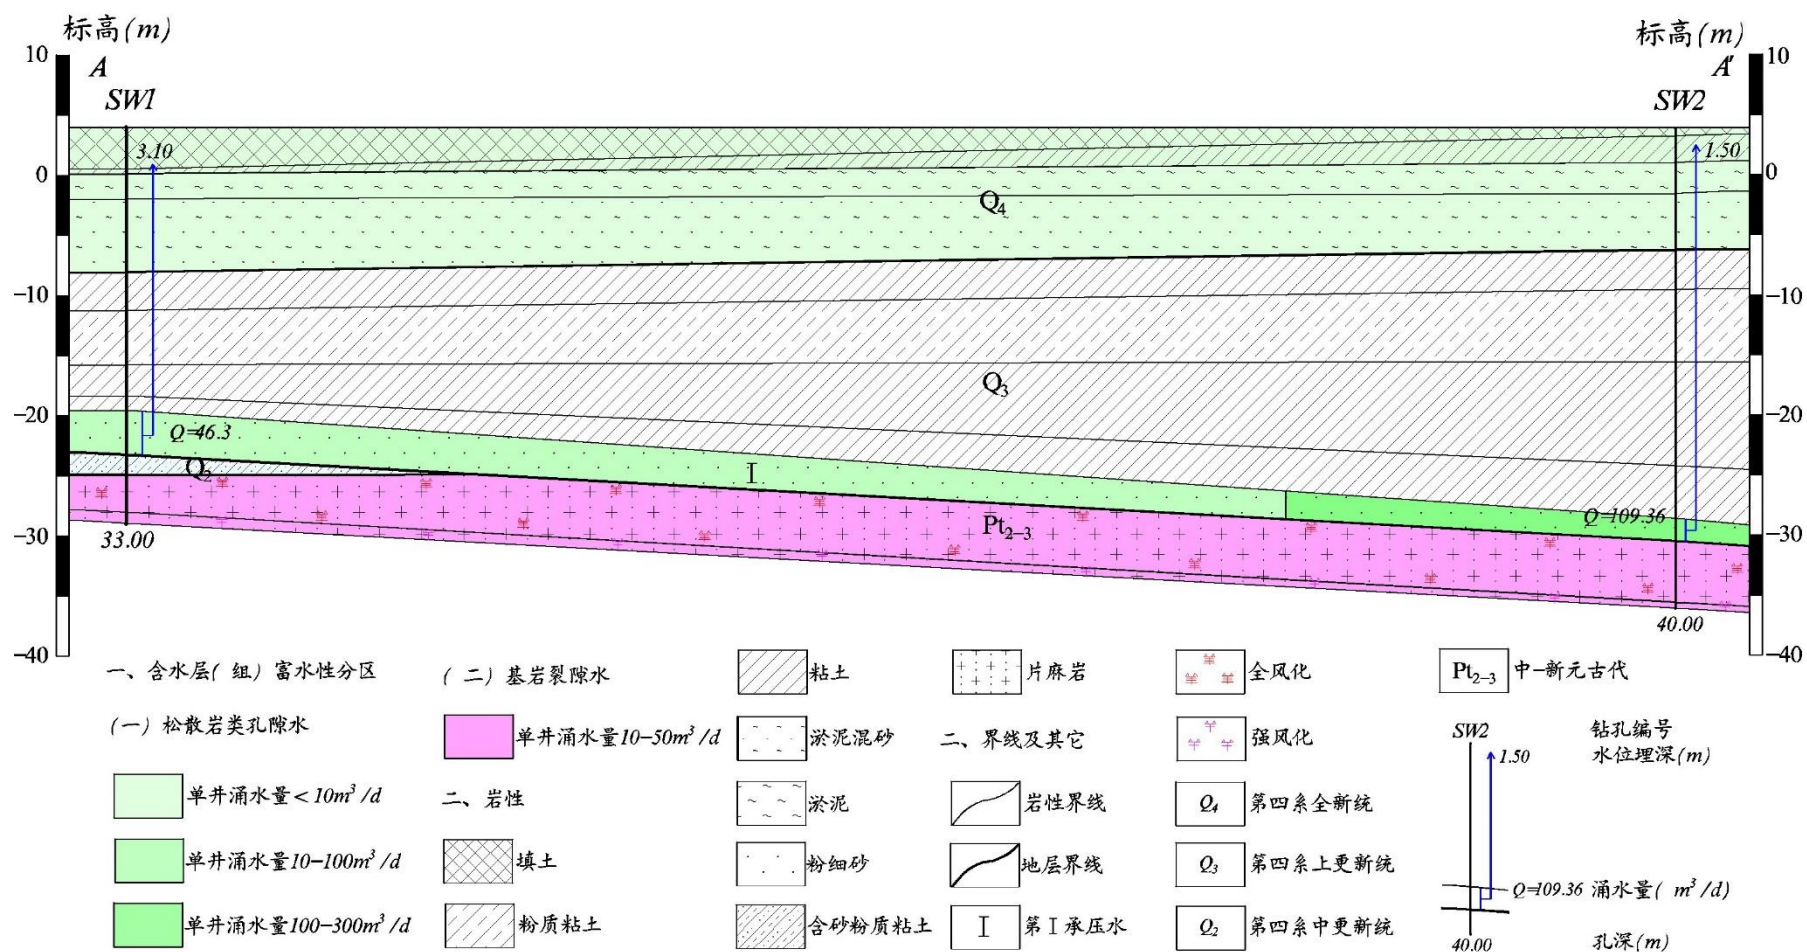 标高(m)
标高(m)
10
A
A′
10
SW1
SW2
3.10
1.50
0
0
Q4
-10
-10
Q3
-20
-20
Q=46.3
Q2
I
Q=109.36
Pt2-3
-30
-30
33.00
40.00
-40
-40
一、含水层(组)富水性分区
(一)松散岩类孔隙水
单井涌水量<10m³/d
单井涌水量10-100m³/d
单井涌水量100-300m³/d
(二)基岩裂隙水
单井涌水量10-50m³/d
二、岩性
填土
粉质粘土
粘土
淤泥混砂
淤泥
粉细砂
含砂粉质粘土
片麻岩
二、界线及其它
岩性界线
地层界线
I 第I承压水
全风化
强风化
Q4 第四系全新统
Q3 第四系上更新统
Q2 第四系中更新统
Pt2-3 中-新元古代
SW2 钻孔编号
1.50 水位埋深(m)
Q=109.36 涌水量(m³/d)
40.00 孔深(m)